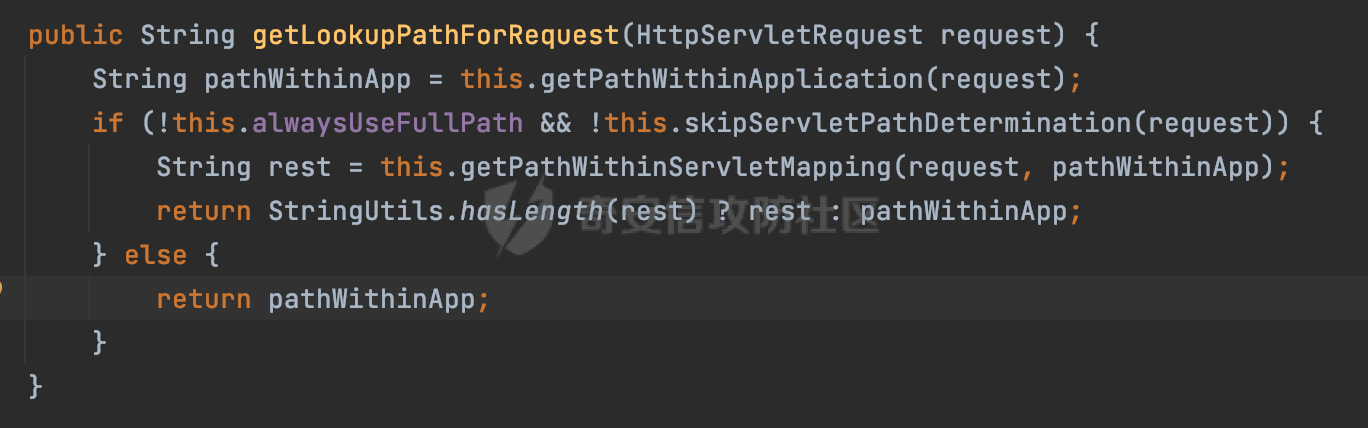 public String getLookupPathForRequest(HttpServletRequest request) {
    String pathWithinApp = this.getPathWithinApplication(request);
    if (!this.alwaysUseFullPath && !this.skipServletPathDetermination(request)) {
        String rest = this.getPathWithinServletMapping(request, pathWithinApp);
        return StringUtils.hasLength(rest) ? rest : pathWithinApp;
    } else {
        return pathWithinApp;
    }
}
奇安信攻防社区